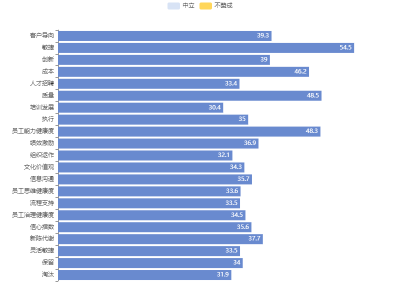 中立 不赞成
客户导向 39.3
敏捷 54.5
创新 39
成本 46.2
人才招聘 33.4
质量 48.5
培训发展 30.4
执行 35
员工能力健康度 48.3
绩效激励 36.9
组织运作 32.1
文化价值观 34.3
信息沟通 35.7
员工思维健康度 33.6
流程支持 33.5
员工治理健康度 34.5
信心指数 35.6
新陈代谢 37.7
灵活敏捷 33.5
保留 34
淘汰 31.9